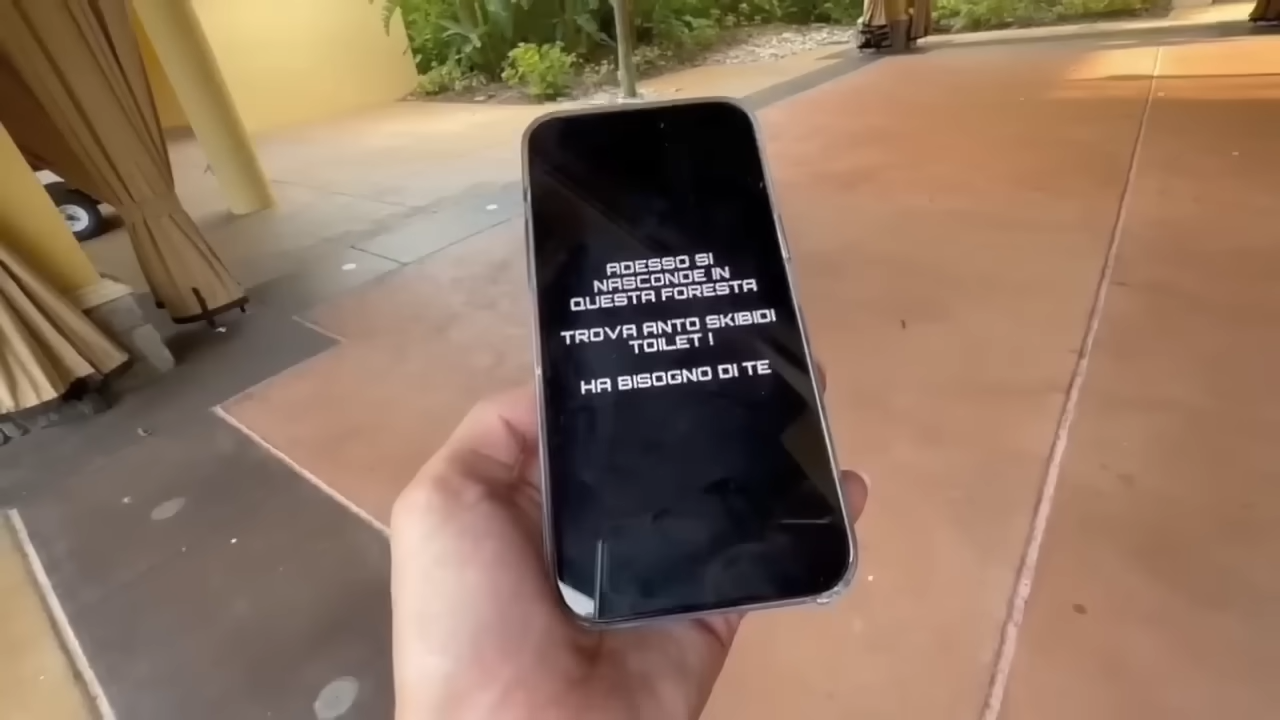 ADESSO SI
NASCONDE IN
QUESTA FORESTA
TROVA ANTO SKIBIDI
TOILET !
HA BISOGNO DI TE